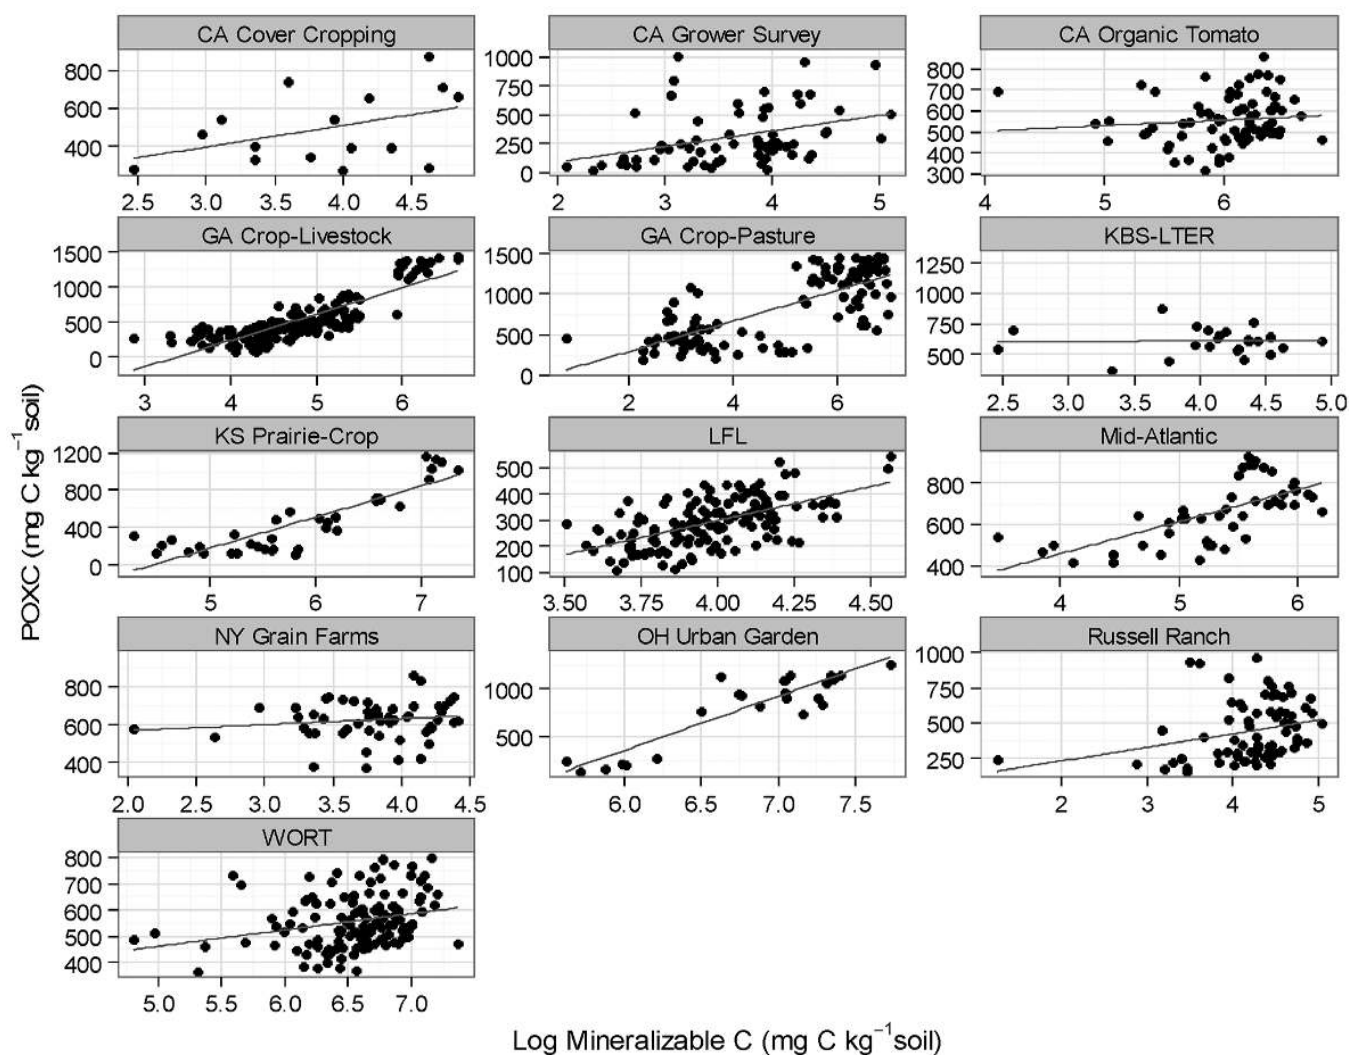 CA Cover Cropping
CA Grower Survey
CA Organic Tomato
800
600
400
1000
750
500
250
0
800
700
600
500
400
300
2.5 3.0 3.5 4.0 4.5
2 3 4 5
4 5 6
GA Crop-Livestock
GA Crop-Pasture
KBS-LTER
1500
1000
500
0
1500
1000
500
0
1250
1000
750
500
3 4 5 6
2 4 6
2.5 3.0 3.5 4.0 4.5 5.0
KS Prairie-Crop
LFL
Mid-Atlantic
1200
800
400
0
500
400
300
200
100
800
600
400
5 6 7
3.50 3.75 4.00 4.25 4.50
4 5 6
NY Grain Farms
OH Urban Garden
Russell Ranch
800
600
400
1000
500
1000
750
500
250
2.0 2.5 3.0 3.5 4.0 4.5
6.0 6.5 7.0 7.5
2 3 4 5
WORT
800
700
600
500
400
5.0 5.5 6.0 6.5 7.0
POXC (mg C kg⁻¹soil)
Log Mineralizable C (mg C kg⁻¹soil)